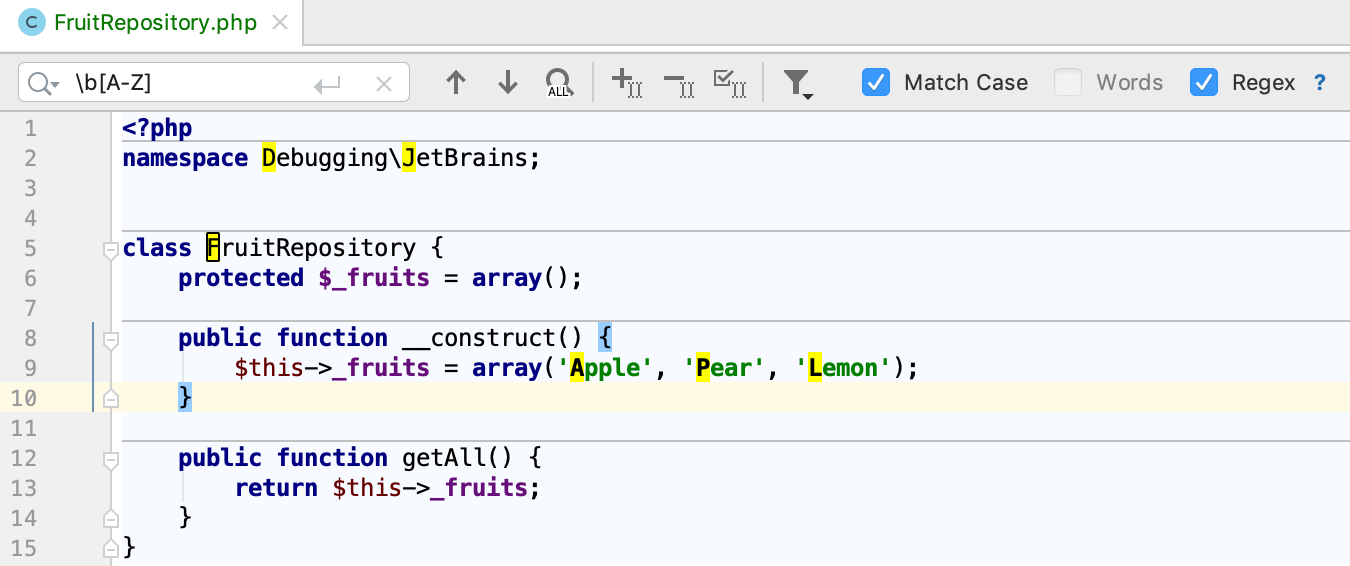 C FruitRepository.php
\b[A-Z] ALL Match Case Words Regex ?
1 <?php
2 namespace Debugging\JetBrains;
3
4
5 class FruitRepository {
6     protected $_fruits = array();
7
8     public function __construct() {
9         $this->_fruits = array('Apple', 'Pear', 'Lemon');
10     }
11
12     public function getAll() {
13         return $this->_fruits;
14     }
15 }